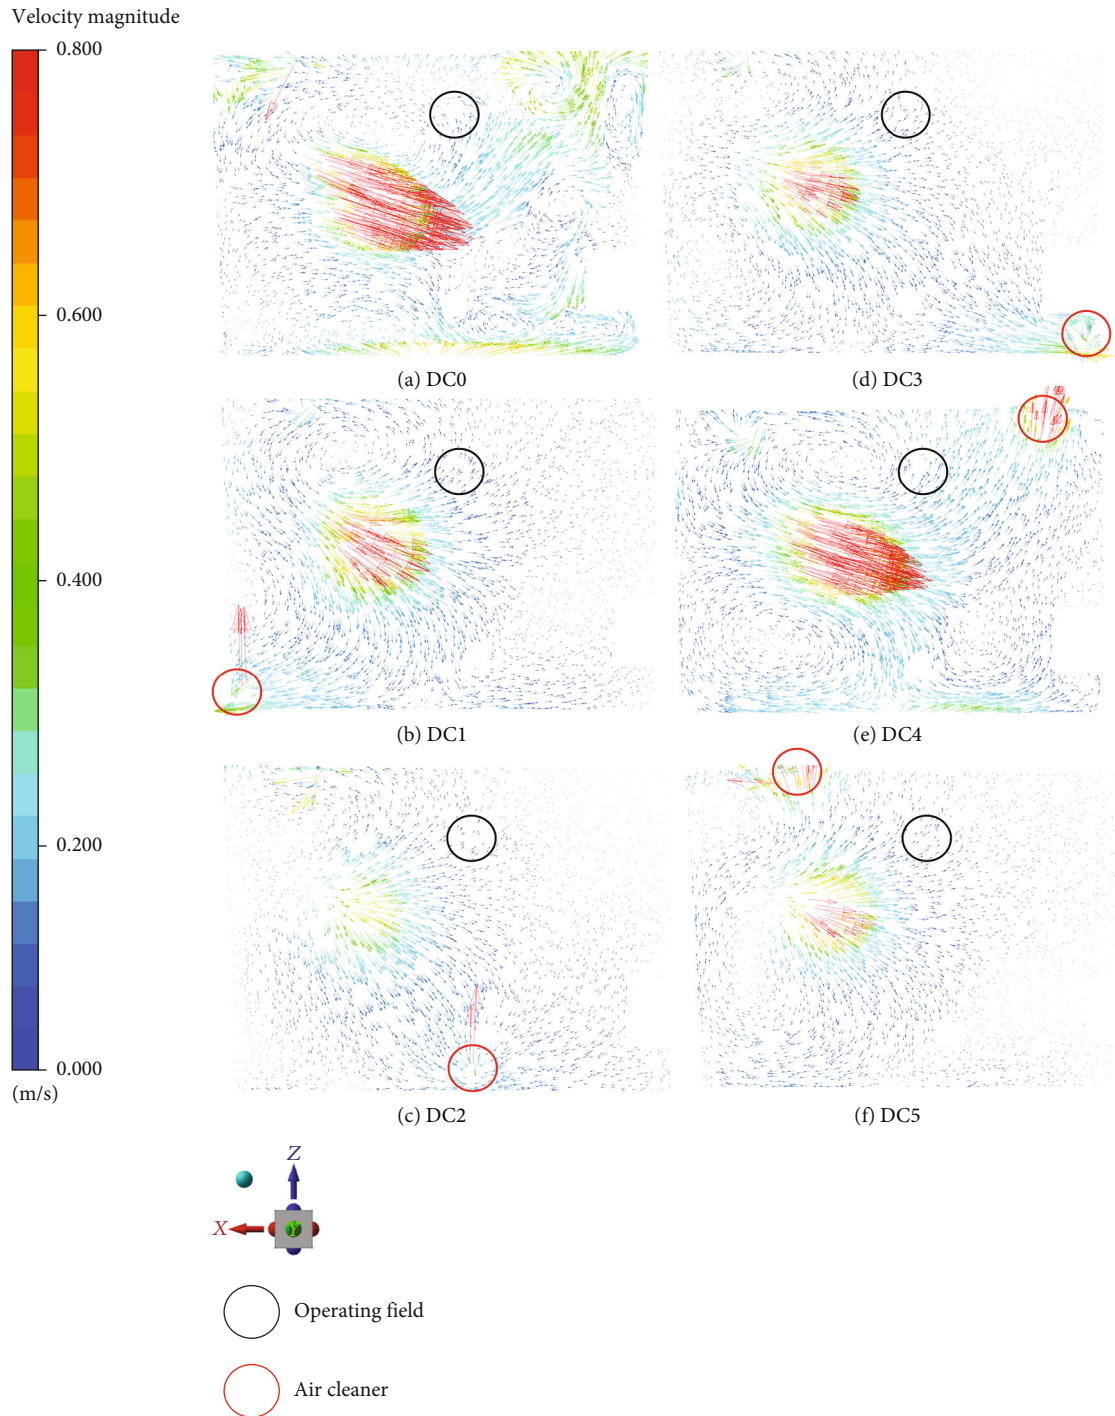 Velocity magnitude
0.800
0.600
0.400
0.200
0.000
(m/s)
(a) DC0
(d) DC3
(b) DC1
(e) DC4
(c) DC2
(f) DC5
Z
X
Y
Operating field
Air cleaner